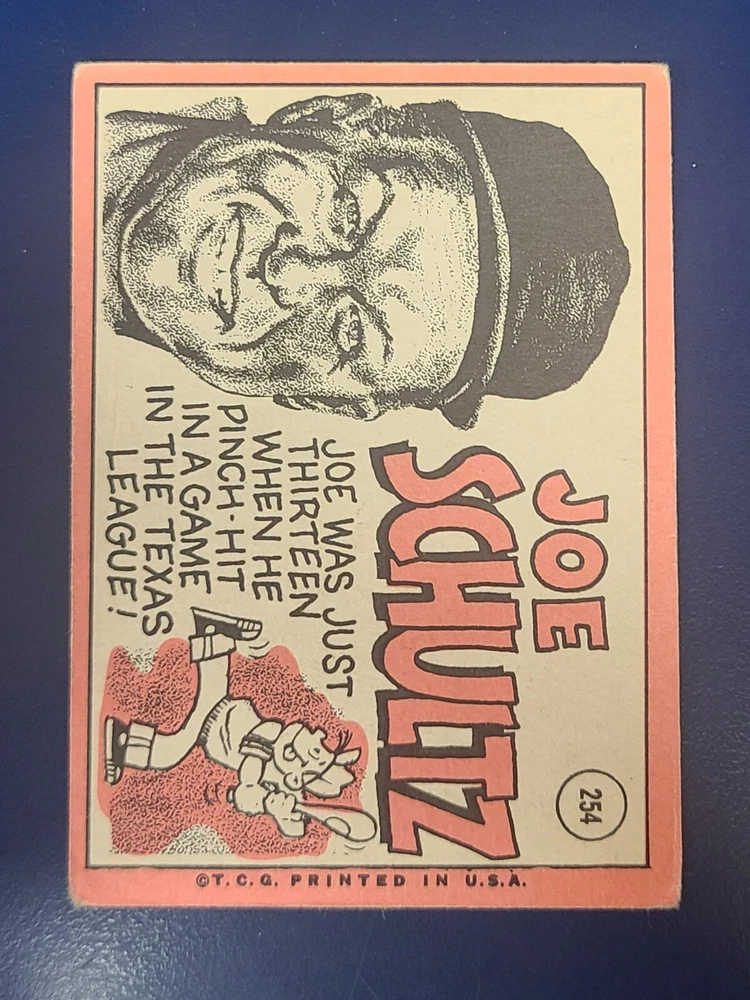 JOE
SCHULTZ
254
JOE WAS JUST
THIRTEEN
WHEN HE
PINCH-HIT
IN A GAME
IN THE TEXAS
LEAGUE!
©T.C.G. PRINTED IN U.S.A.